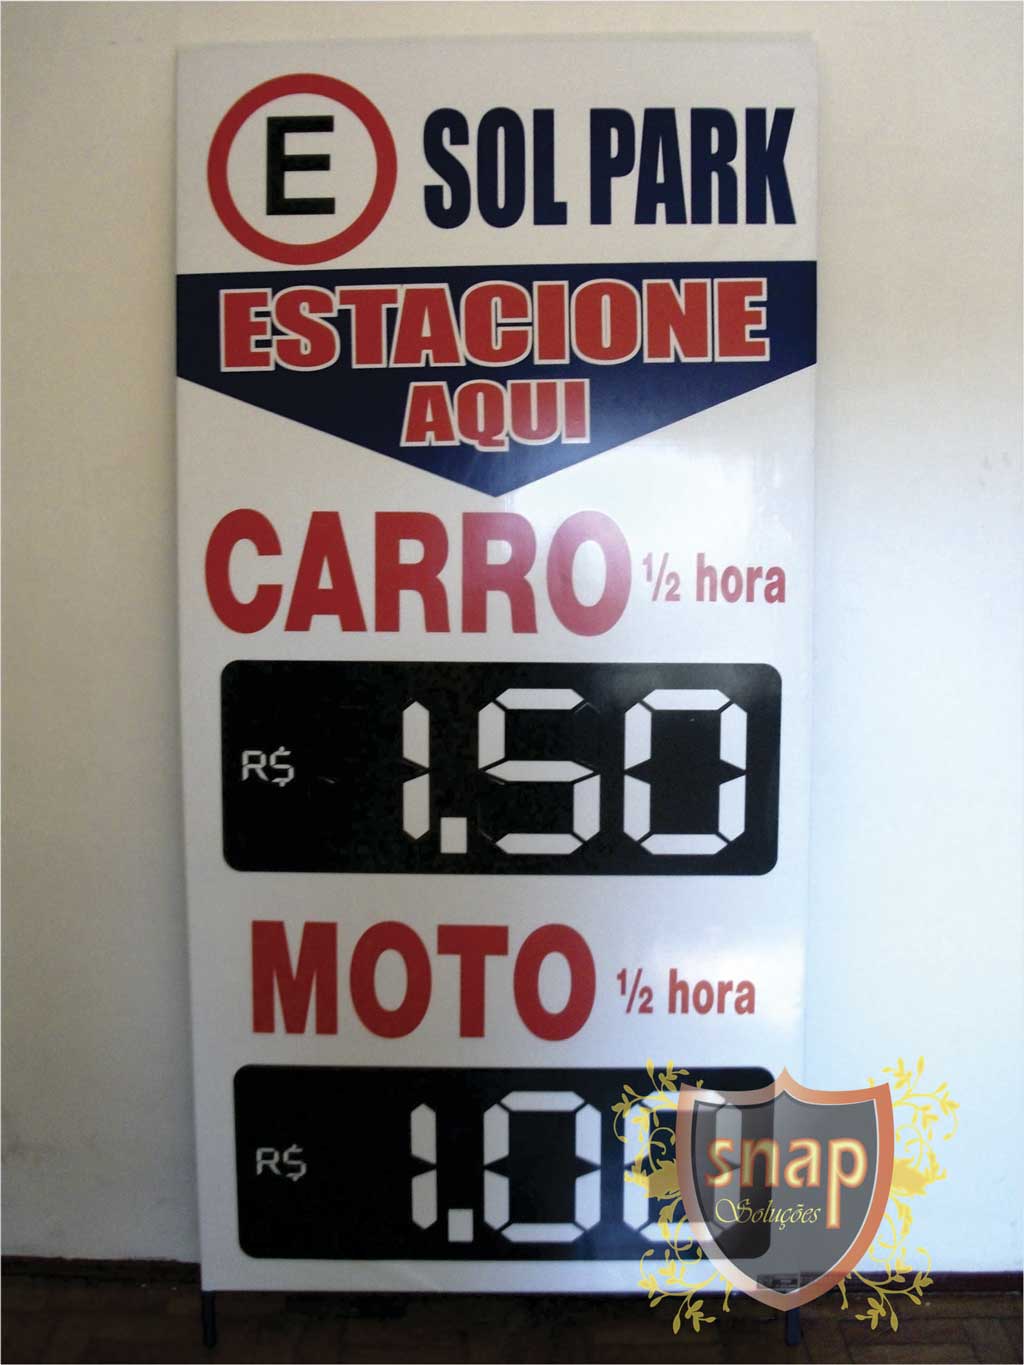 E SOL PARK
ESTACIONE
AQUI
CARRO ½ hora
R$ 1.50
MOTO ½ hora
R$ 1.00
snap
Soluções